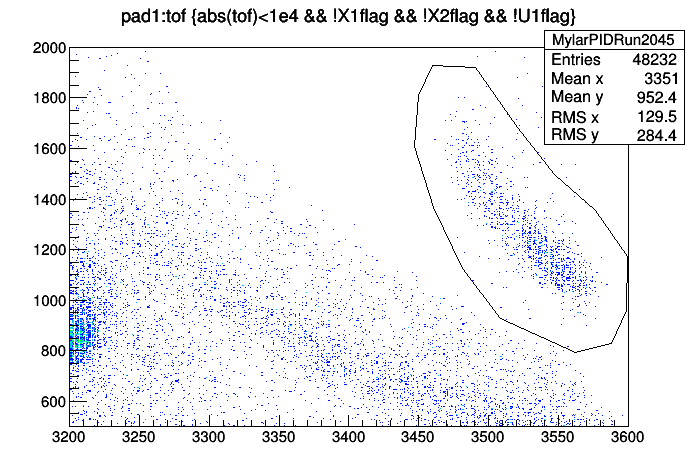 pad1:tof {abs(tof)<1e4 && !X1flag && !X2flag && !U1flag}
MylarPIDRun2045
Entries 48232
Mean x 3351
Mean y 952.4
RMS x 129.5
RMS y 284.4
2000
1800
1600
1400
1200
1000
800
600
3200 3250 3300 3350 3400 3450 3500 3550 3600